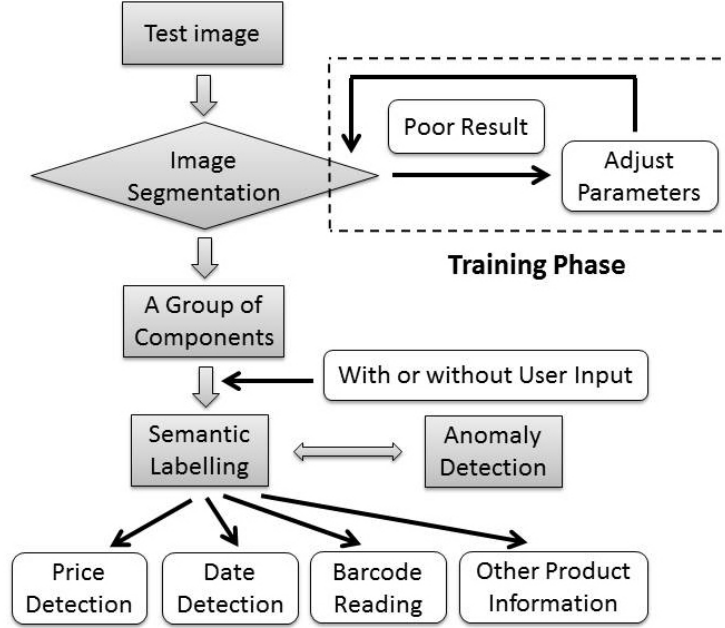 Test image
Poor Result
Image
Segmentation
Adjust
Parameters
Training Phase
A Group of
Components
With or without User Input
Semantic
Labelling
Anomaly
Detection
Price
Detection
Date
Detection
Barcode
Reading
Other Product
Information